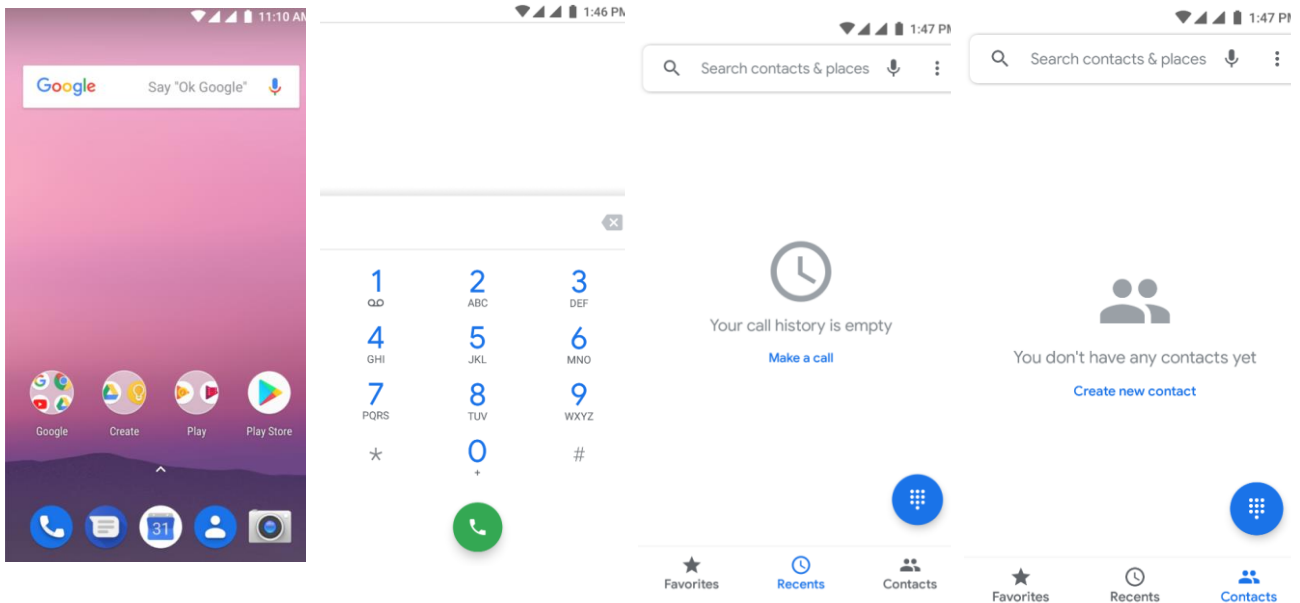 11:10 AM
Google Say "Ok Google"
Google Create Play Play Store
31
1:46 PM
1 2 3
ABC DEF
4 5 6
GHI JKL MNO
7 8 9
PQRS TUV WXYZ
* 0 #
+
1:47 PM
Search contacts & places
Your call history is empty
Make a call
Favorites Recents Contacts
1:47 PM
Search contacts & places
You don't have any contacts yet
Create new contact
Favorites Recents Contacts